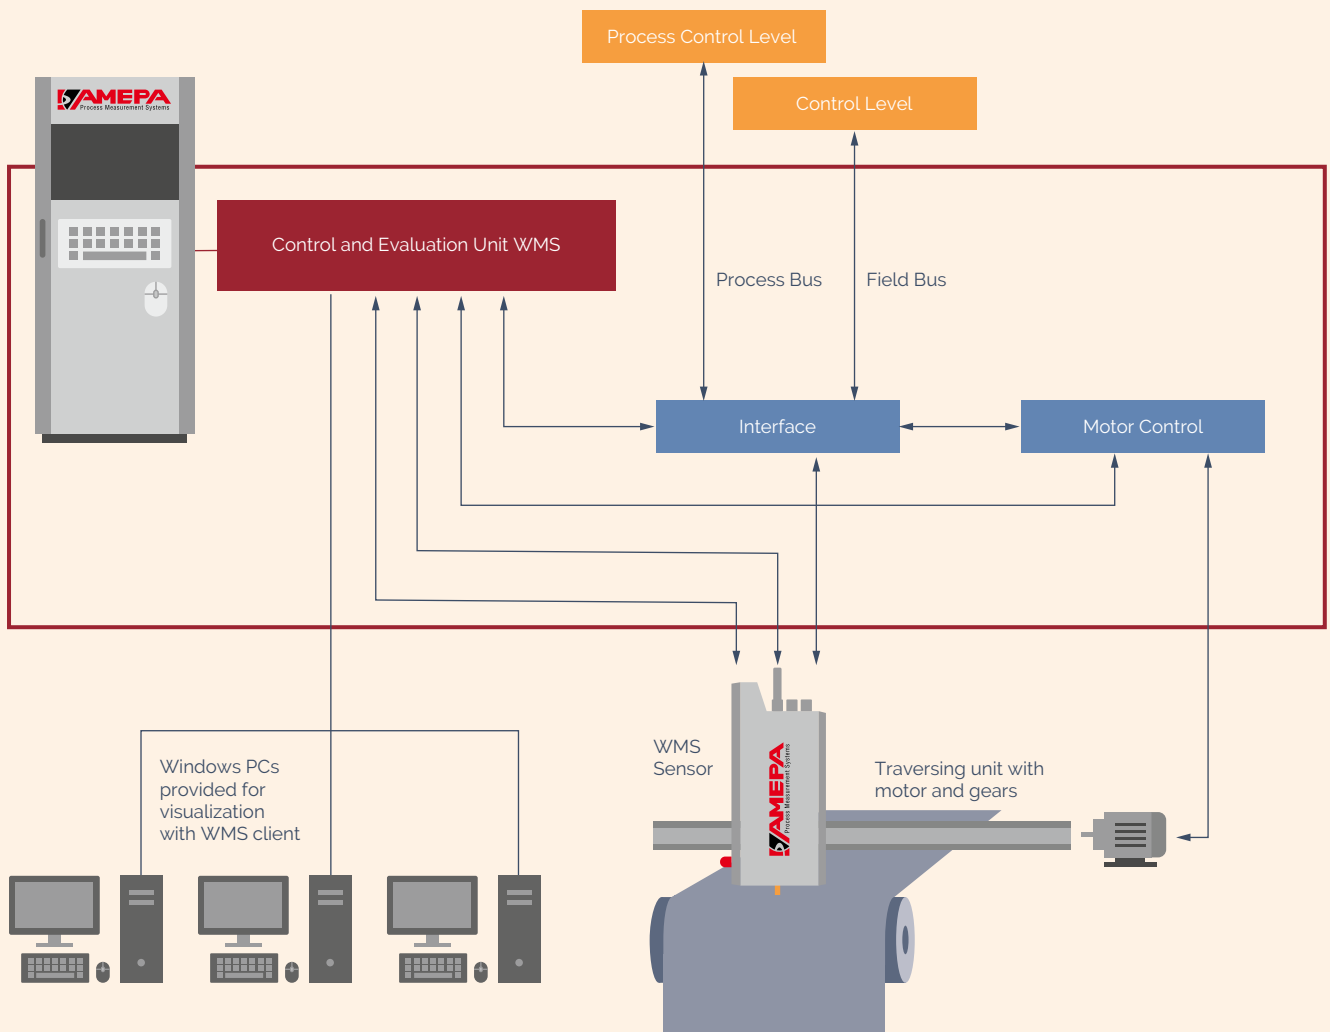 Process Control Level
Control Level
AMEPA
Process Measurement Systems
Control and Evaluation Unit WMS
Process Bus
Field Bus
Interface
Motor Control
WMS
Sensor
AMEPA
Process Measurement Systems
Traversing unit with
motor and gears
Windows PCs
provided for
visualization
with WMS client